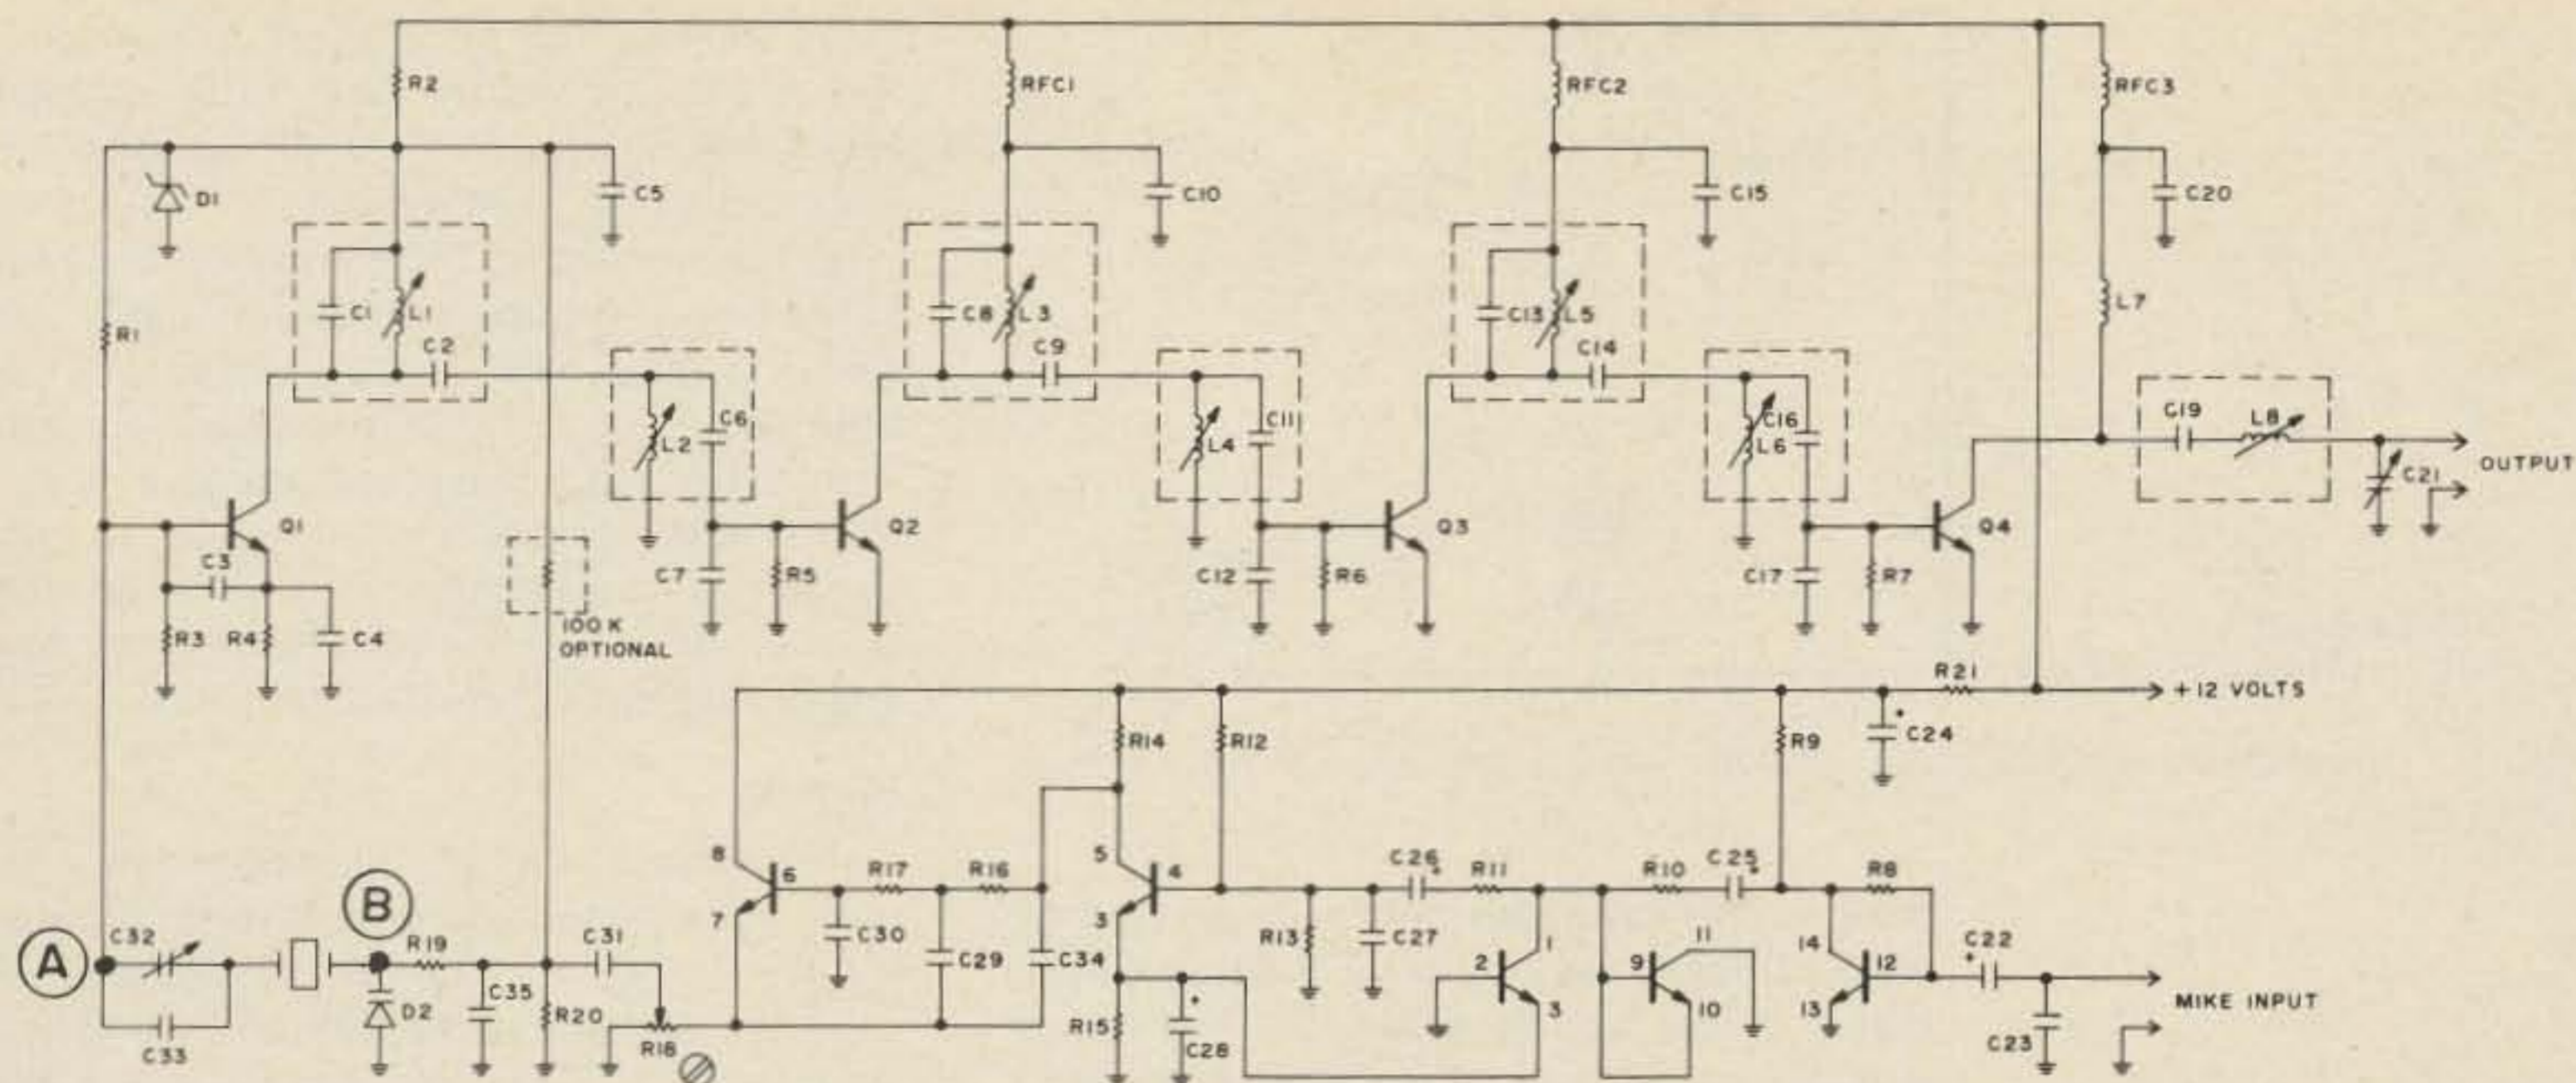 R2
RFC1
RFC2
RFC3
D1
C5
C10
C15
C20
R1
C1
L1
C2
C8
L3
C9
C13
L5
C14
L7
L2
C6
L4
C11
C16
L6
C19
L8
C21
OUTPUT
Q1
Q2
Q3
Q4
C3
R3
R4
C4
100 K
OPTIONAL
C7
R5
C12
R6
C17
R7
R21
+12 VOLTS
R14
R12
R9
C24
8
6
7
R17
R16
5
4
3
C26
R11
R10
C25
R8
A
B
C32
C33
R19
D2
C35
R20
C31
R18
C30
C29
C34
R15
C28
R13
C27
2
1
3
9
11
10
14
12
13
C22
C23
MIKE INPUT